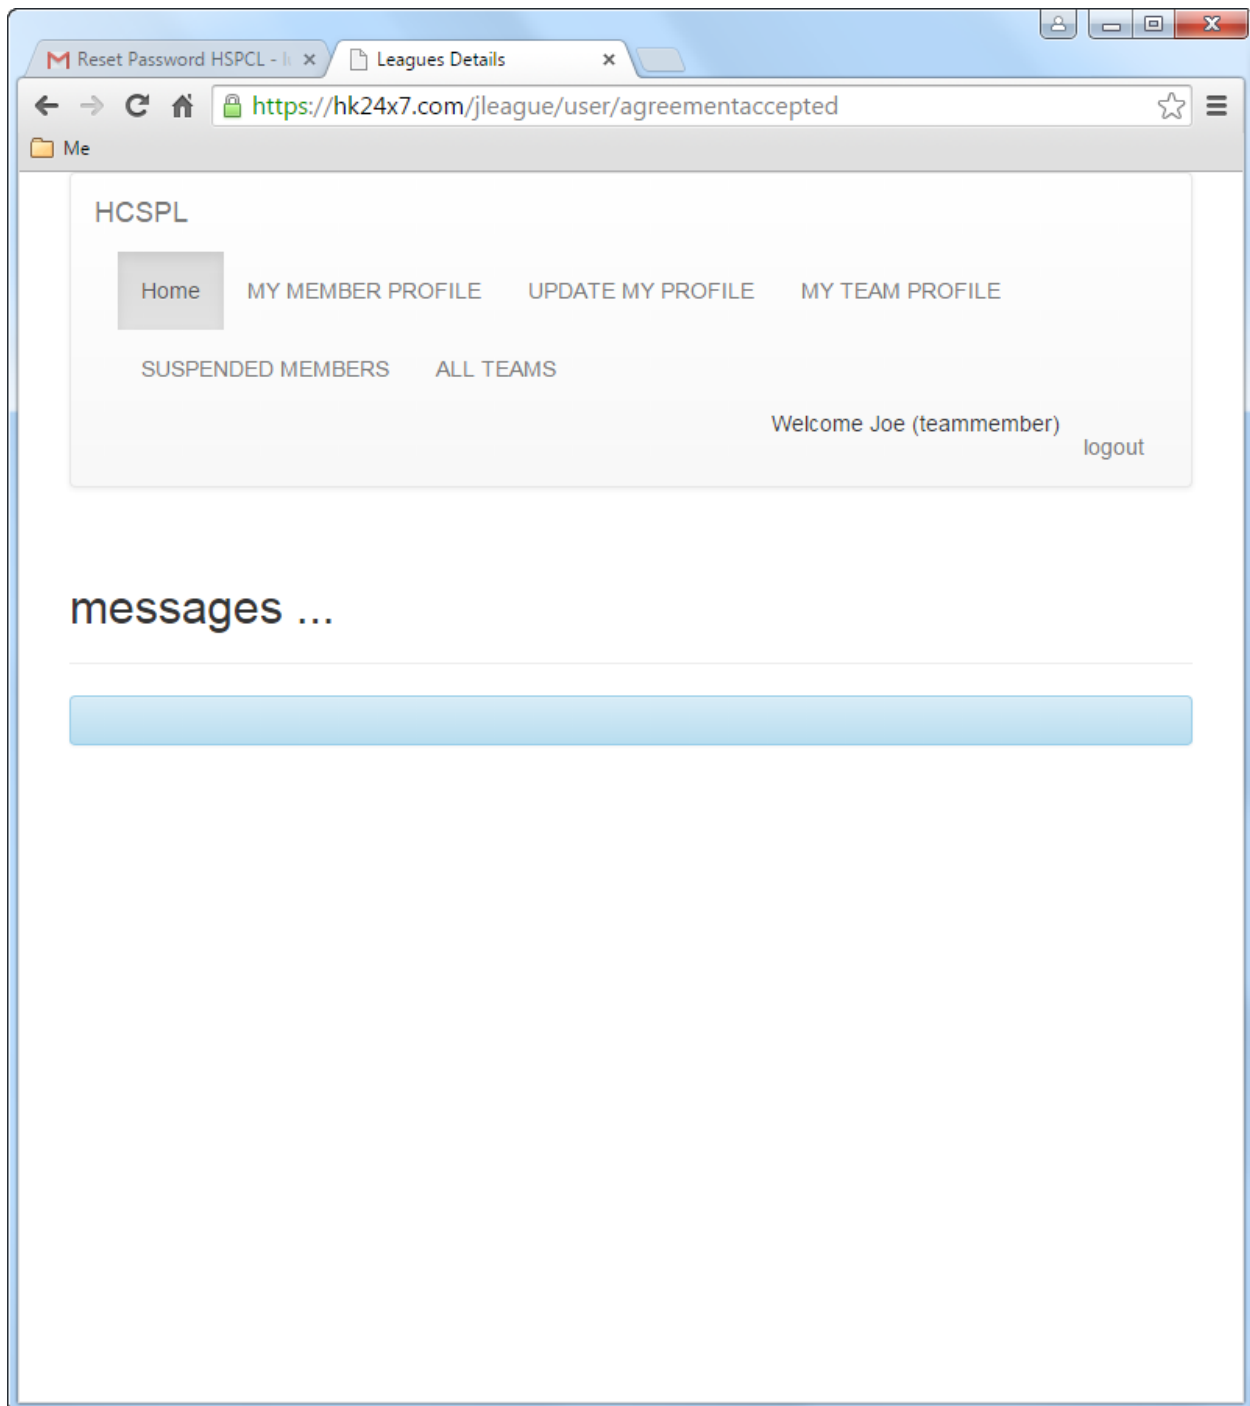 Reset Password HSPCL -
Leagues Details
https://hk24x7.com/jleague/user/agreementaccepted
Me
HCSPL
Home MY MEMBER PROFILE UPDATE MY PROFILE MY TEAM PROFILE
SUSPENDED MEMBERS ALL TEAMS
Welcome Joe (teammember)
logout
messages ...